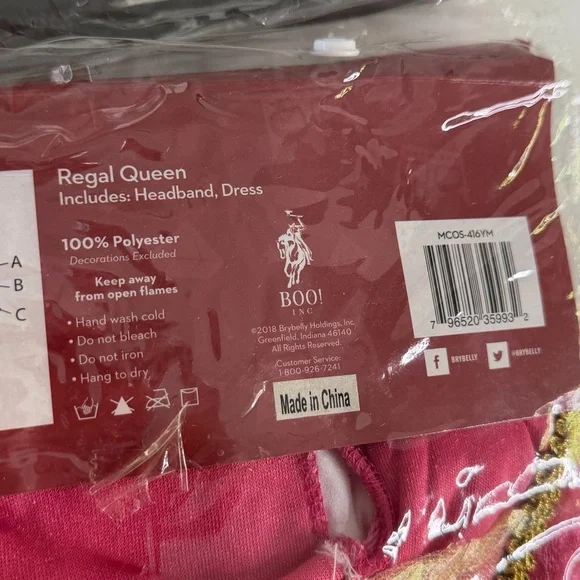 Regal Queen
Includes: Headband, Dress
A
B
C
100% Polyester
Decorations Excluded
Keep away
from open flames
• Hand wash cold
• Do not bleach
• Do not iron
• Hang to dry
BOO!
INC
©2018 Brybelly Holdings, Inc.
Greenfield, Indiana 46140
All Rights Reserved.
Customer Service:
1-800-926-7241
Made in China
MCOS-416YM
7 96520 35993 2
f BRYBELLY
@BRYBELLY